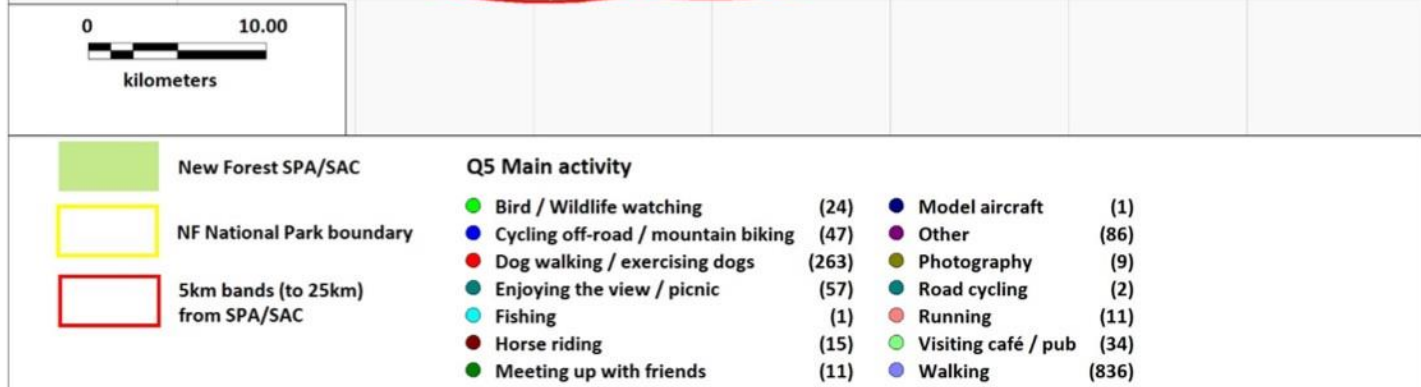 0 10.00
kilometers
New Forest SPA/SAC
NF National Park boundary
5km bands (to 25km)
from SPA/SAC
Q5 Main activity
Bird / Wildlife watching (24)
Cycling off-road / mountain biking (47)
Dog walking / exercising dogs (263)
Enjoying the view / picnic (57)
Fishing (1)
Horse riding (15)
Meeting up with friends (11)
Model aircraft (1)
Other (86)
Photography (9)
Road cycling (2)
Running (11)
Visiting café / pub (34)
Walking (836)